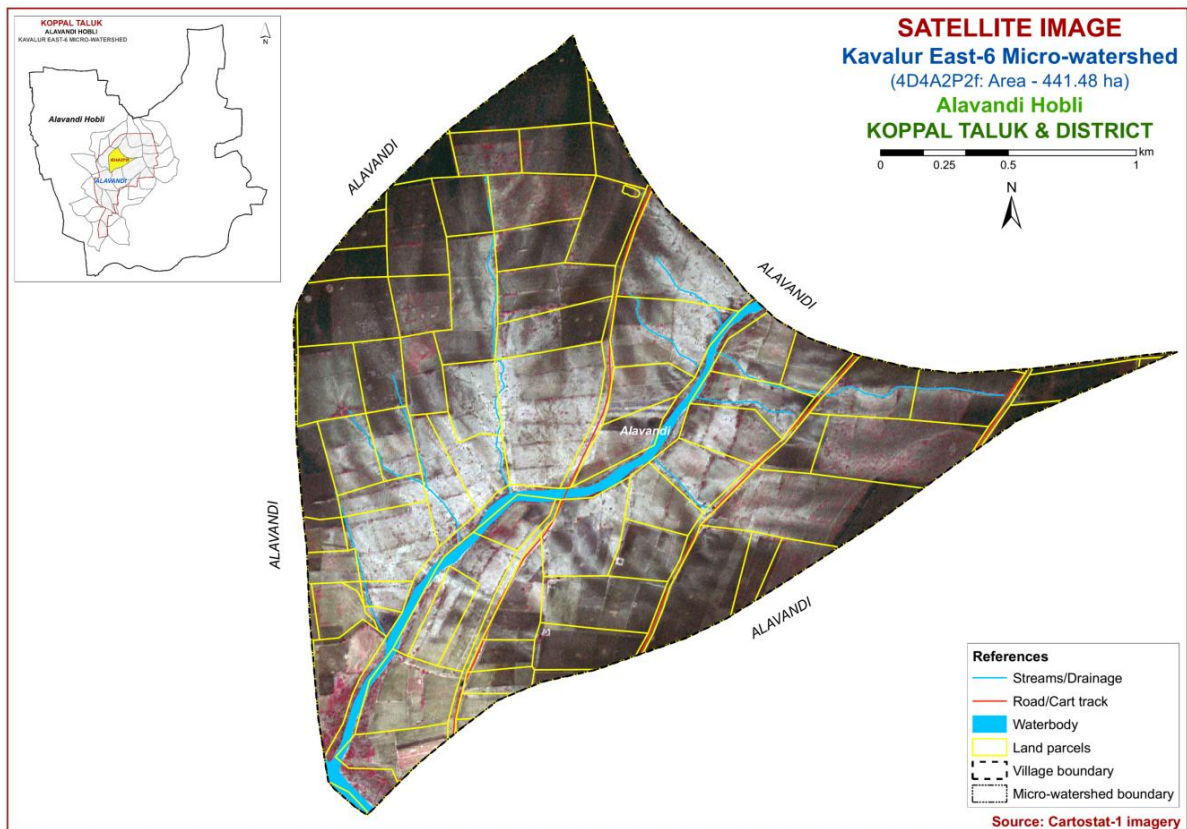 KOPPAL TALUK
ALAVANDI HOBLI
KAVALUR EAST-6 MICRO-WATERSHED
N
Alavandi Hobli
ALAVANDI
SATELLITE IMAGE
Kavalur East-6 Micro-watershed
(4D4A2P2f: Area - 441.48 ha)
Alavandi Hobli
KOPPAL TALUK & DISTRICT
km
0 0.25 0.5 1
N
ALAVANDI
ALAVANDI
Alavandi
ALAVANDI
ALAVANDI
References
Streams/Drainage
Road/Cart track
Waterbody
Land parcels
Village boundary
Micro-watershed boundary
Source: Cartostat-1 imagery